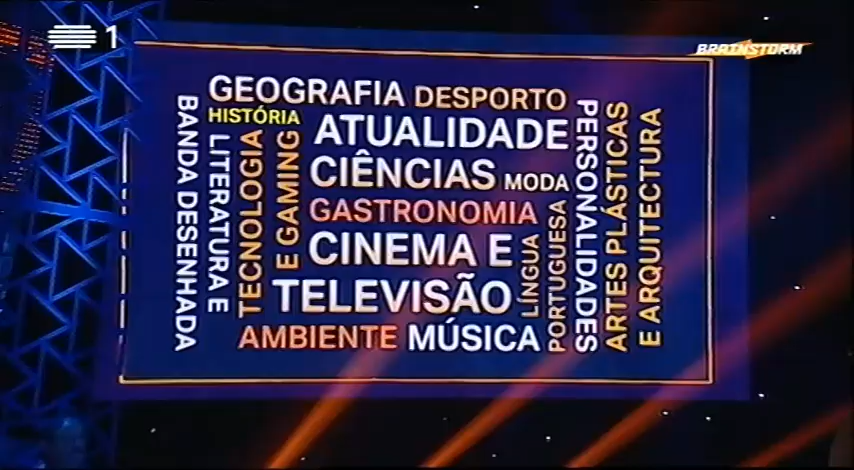 1
BRAINSTORM
GEOGRAFIA
DESPORTO
HISTÓRIA
ATUALIDADE
CIÊNCIAS
MODA
GASTRONOMIA
CINEMA E
TELEVISÃO
AMBIENTE
MÚSICA
BANDA DESENHADA
LITERATURA E
TECNOLOGIA
E GAMING
LÍNGUA
PORTUGUESA
PERSONALIDADES
ARTES PLÁSTICAS
E ARQUITECTURA